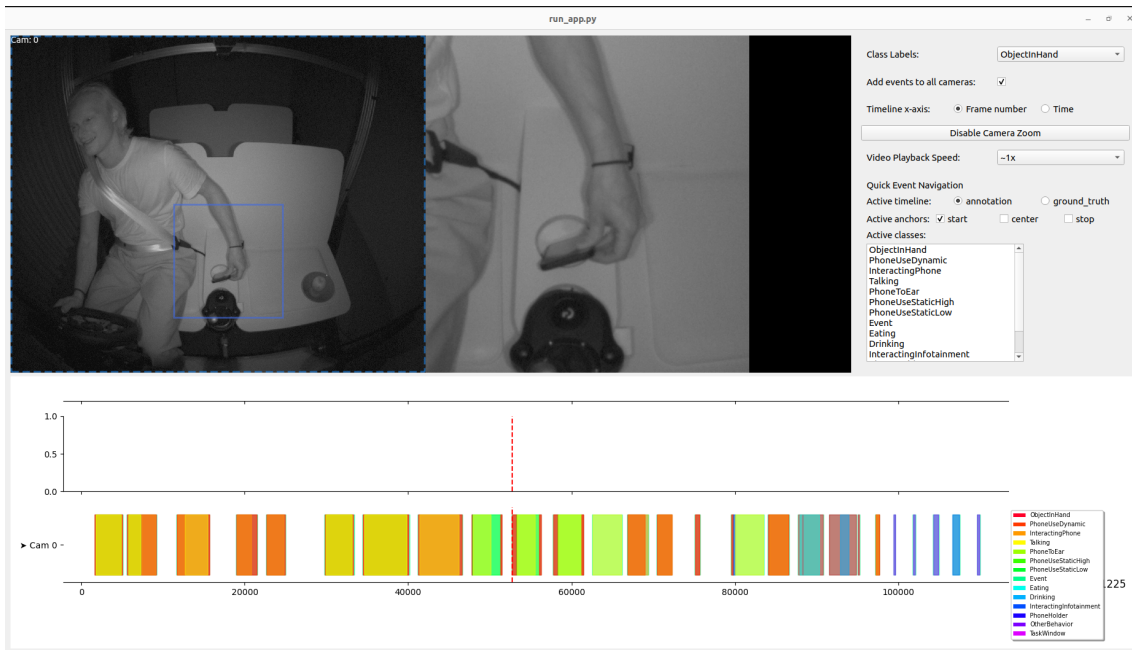 run_app.py
Cam: 0
Class Labels: ObjectInHand
Add events to all cameras:
Timeline x-axis: Frame number Time
Disable Camera Zoom
Video Playback Speed: ~1x
Quick Event Navigation
Active timeline: annotation ground_truth
Active anchors: start center stop
Active classes:
ObjectInHand
PhoneUseDynamic
InteractingPhone
Talking
PhoneToEar
PhoneUseStaticHigh
PhoneUseStaticLow
Event
Eating
Drinking
InteractingInfotainment
1.0
0.5
0.0
➤ Cam 0
0 20000 40000 60000 80000 100000
1225
ObjectInHand
PhoneUseDynamic
InteractingPhone
Talking
PhoneToEar
PhoneUseStaticHigh
PhoneUseStaticLow
Event
Eating
Drinking
InteractingInfotainment
PhoneHolder
OtherBehavior
TaskWindow